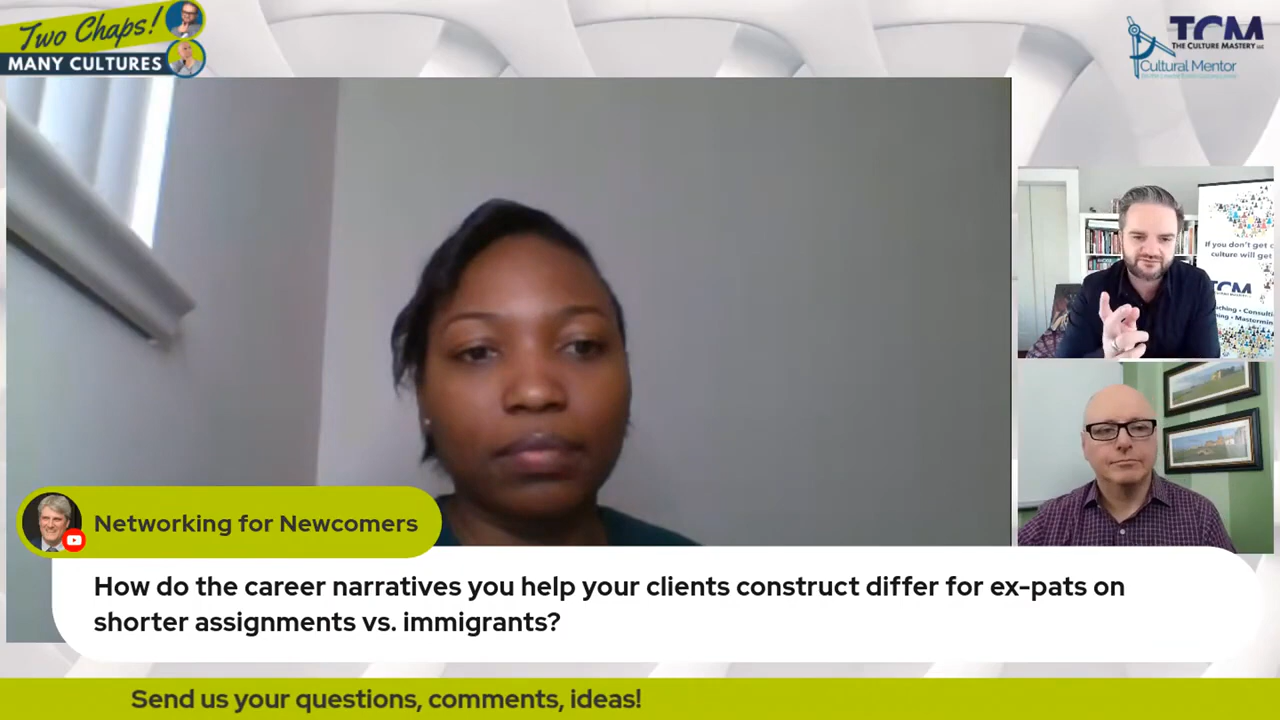 Two Chaps!
MANY CULTURES
TCM
THE CULTURE MASTERY LLC
Cultural Mentor
If you don't get c
culture will get
TCM
Networking for Newcomers
How do the career narratives you help your clients construct differ for ex-pats on
shorter assignments vs. immigrants?
Send us your questions, comments, ideas!